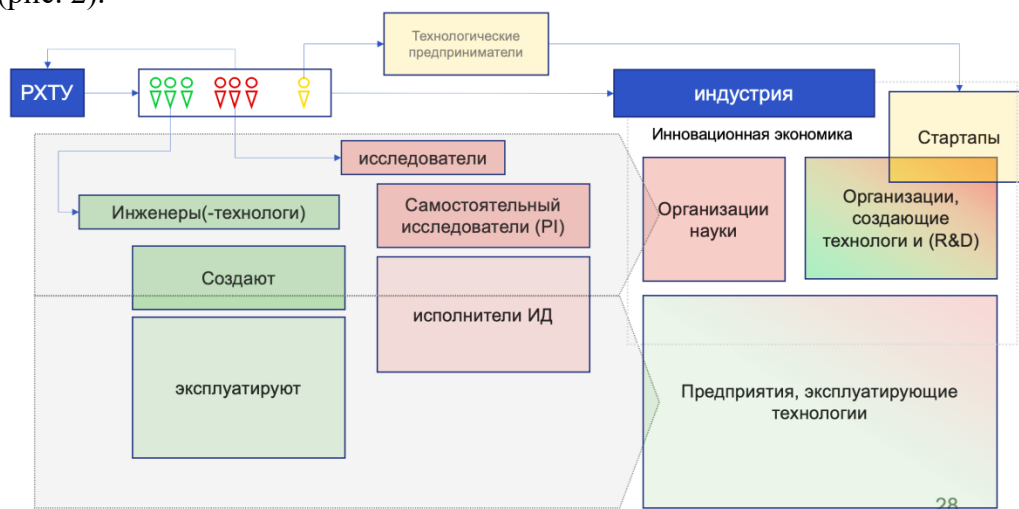 (рис. 2).
Технологические
предприниматели
РХТУ
индустрия
Инновационная экономика
Стартапы
исследователи
Инженеры(-технологи)
Самостоятельный
исследователи (PI)
Организации
науки
Организации,
создающие
технологи и (R&D)
Создают
исполнители ИД
эксплуатируют
Предприятия, эксплуатирующие
технологии
28